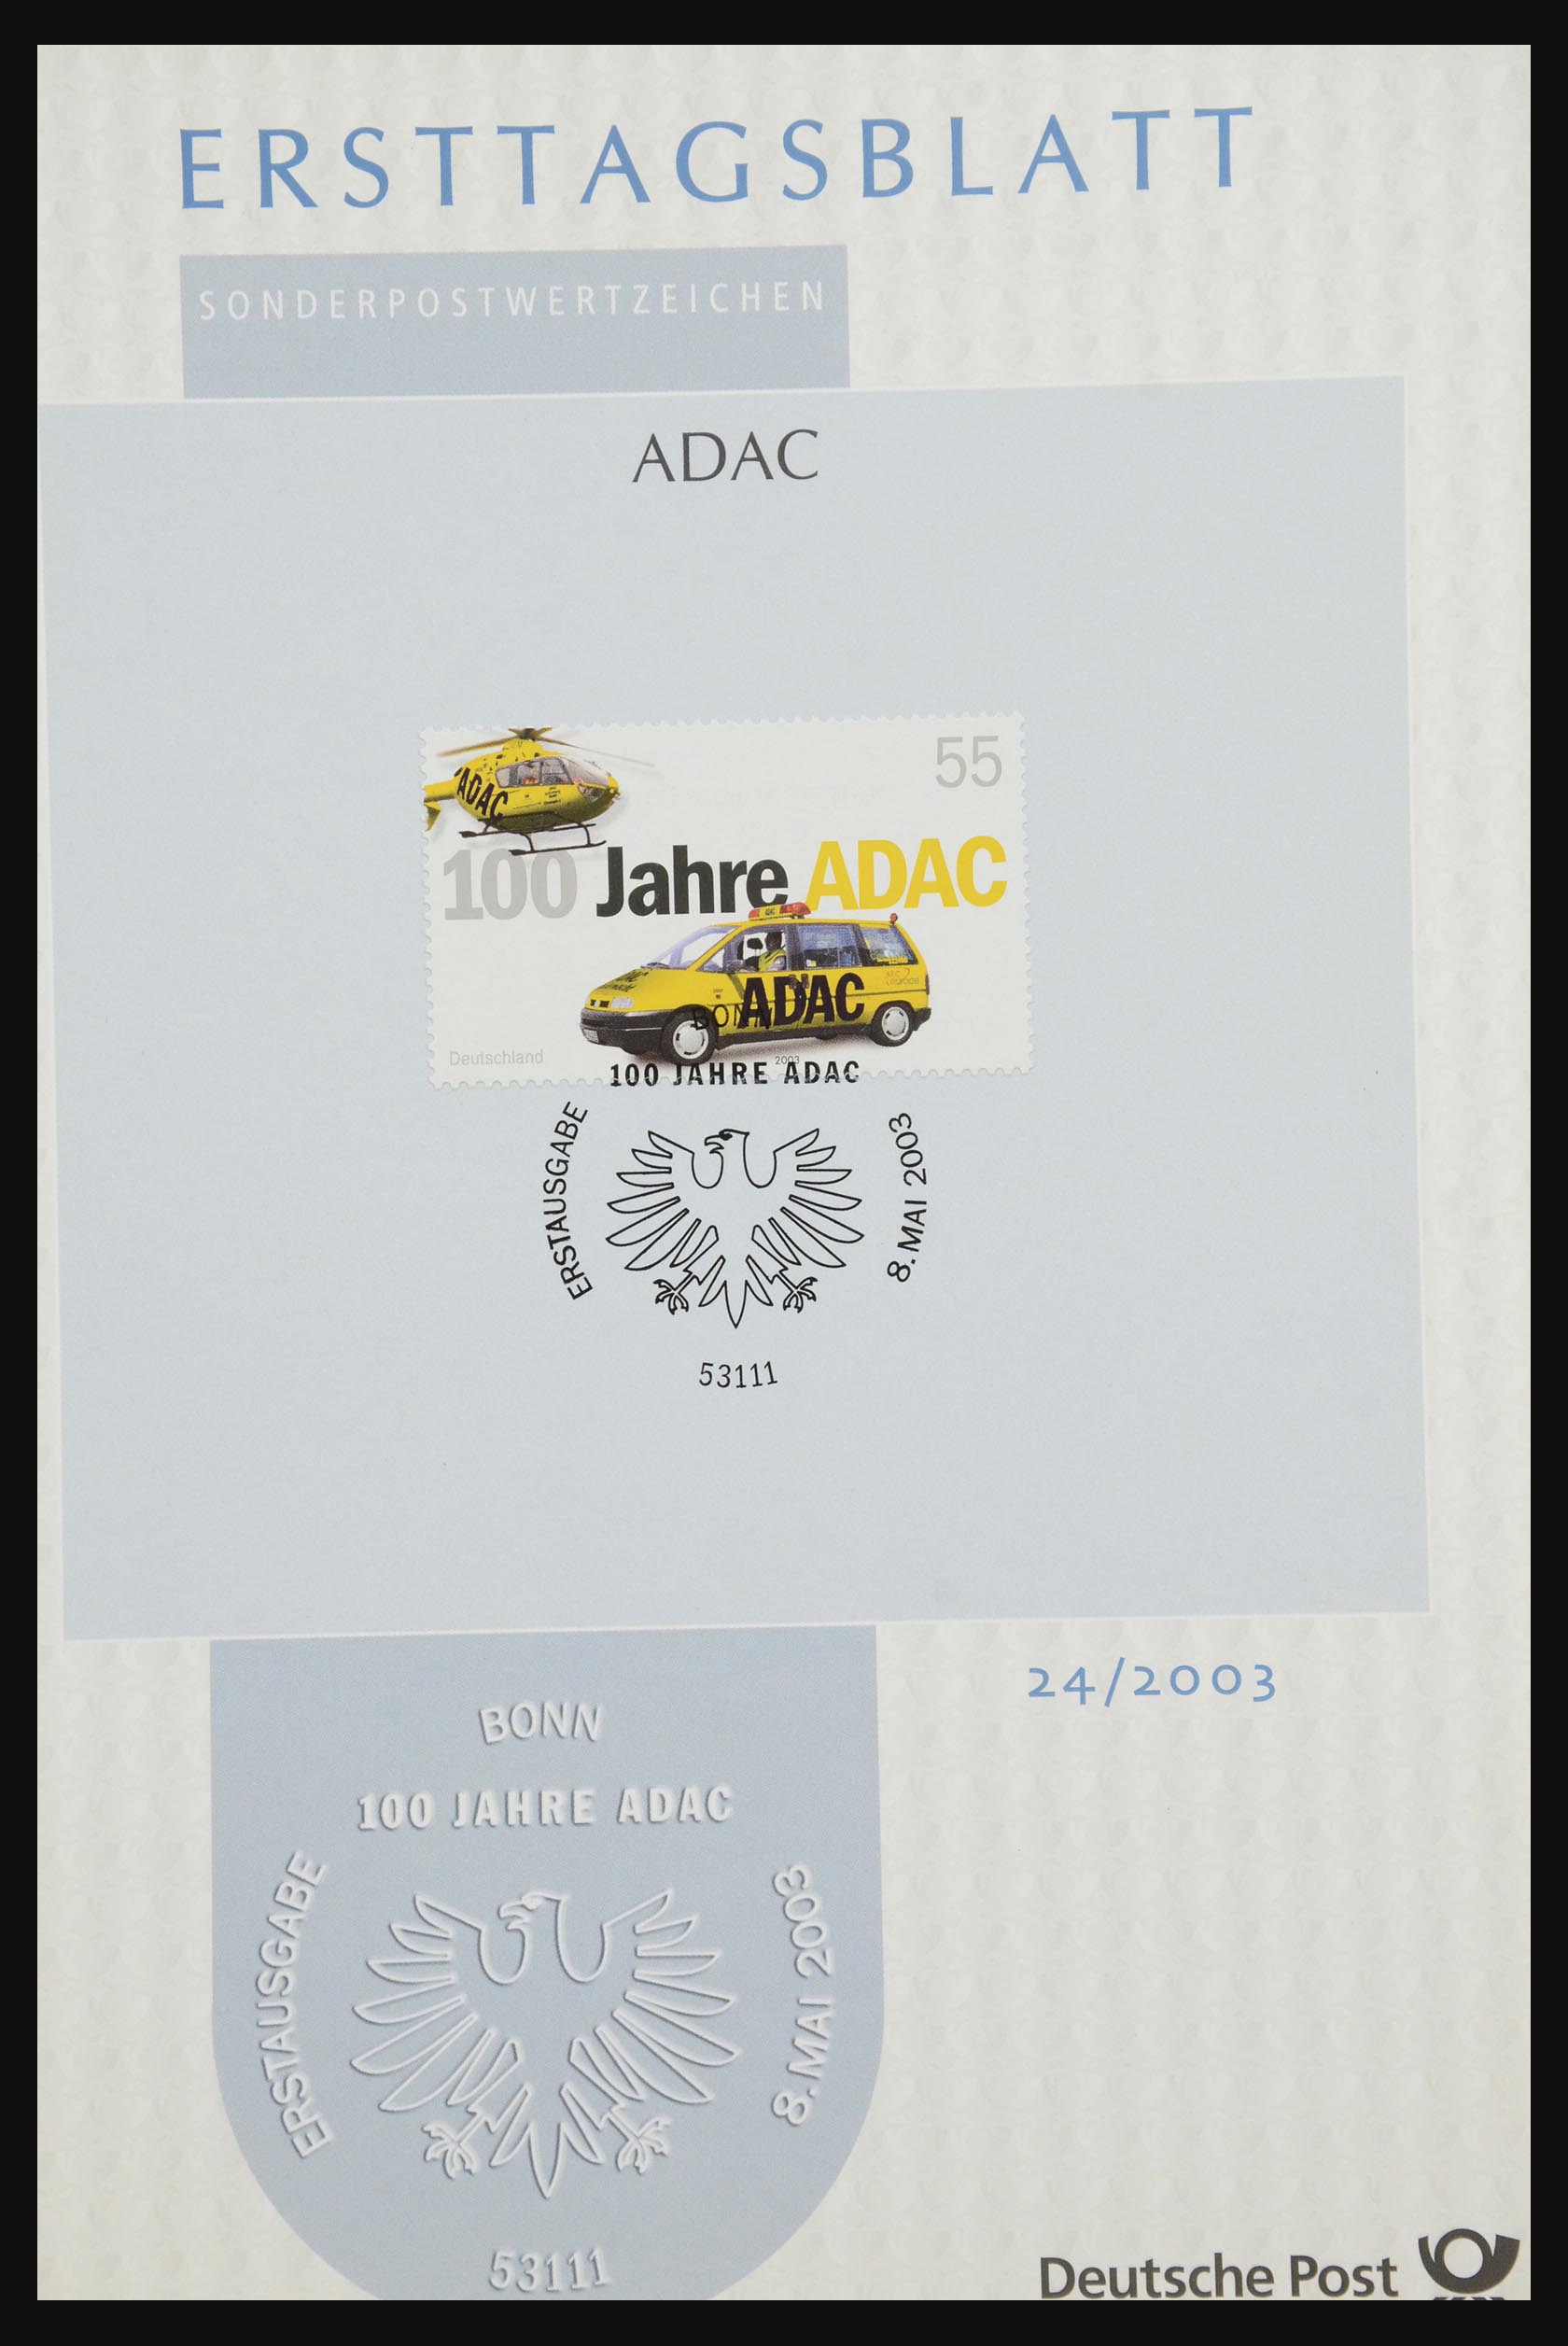 ERSTTAGSBLATT
SONDERPOSTWERTZEICHEN
ADAC
55
ADAC
100 Jahre ADAC
ADAC
BONN
Deutschland
2003
100 JAHRE ADAC
ERSTAUSGABE
8. MAI 2003
53111
24/2003
BONN
100 JAHRE ADAC
ERSTAUSGABE
8. MAI 2003
53111
Deutsche Post